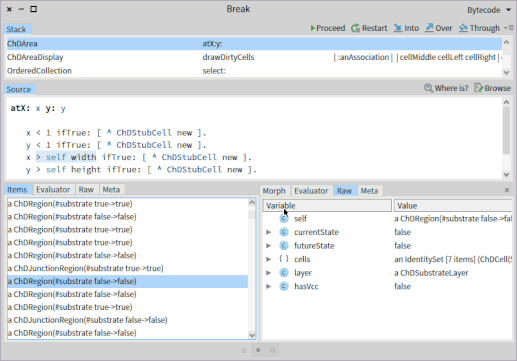 Break
Bytecode
Stack
Proceed Restart Into Over Through
ChDArea atX:y:
ChDAreaDisplay drawDirtyCells [ :anAssociation | |cellMiddle cellLeft cellRight |
OrderedCollection select:
Source
Where is? Browse
atX: x y: y
x < 1 ifTrue: [ ^ ChDStubCell new ].
y < 1 ifTrue: [ ^ ChDStubCell new ].
x > self width ifTrue: [ ^ ChDStubCell new ].
y > self height ifTrue: [ ^ ChDStubCell new ].
Items Evaluator Raw Meta
a ChDRegion(#substrate true->true)
a ChDRegion(#substrate false->false)
a ChDRegion(#substrate true->true)
a ChDRegion(#substrate false->false)
a ChDRegion(#substrate true->true)
a ChDJunctionRegion(#substrate true->true)
a ChDRegion(#substrate false->false)
a ChDRegion(#substrate false->false)
a ChDRegion(#substrate true->true)
a ChDJunctionRegion(#substrate false->false)
a ChDRegion(#substrate false->false)
Morph Evaluator Raw Meta
Variable Value
self a ChDRegion(#substrate false->fal
currentState false
futureState false
cells an IdentitySet [7 items] (ChDCell(
layer a ChDSubstrateLayer
hasVcc false